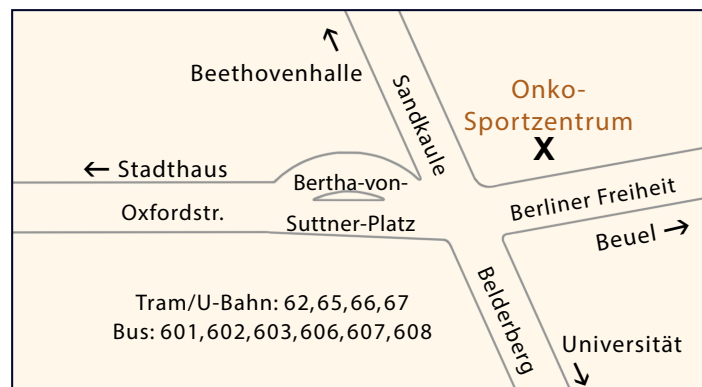 Beethovenhalle
Sandkaule
Onko-
Sportzentrum
X
Stadthaus
Bertha-von-
Suttner-Platz
Oxfordstr.
Berliner Freiheit
Beuel
Tram/U-Bahn: 62,65,66,67
Bus: 601,602,603,606,607,608
Belderberg
Universität